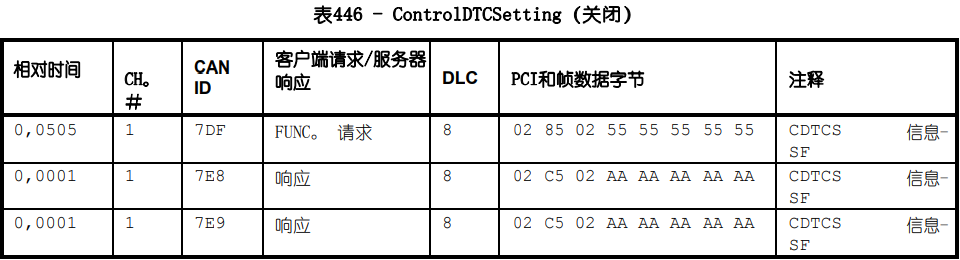 表446 - ControlDTCSetting（关闭）
相对时间 CH。# CAN ID 客户端请求/服务器响应 DLC PCI和帧数据字节 注释
0,0505 1 7DF FUNC。 请求 8 02 85 02 55 55 55 55 55 CDTCS 信息-SF
0,0001 1 7E8 响应 8 02 C5 02 AA AA AA AA AA CDTCS 信息-SF
0,0001 1 7E9 响应 8 02 C5 02 AA AA AA AA AA CDTCS 信息-SF